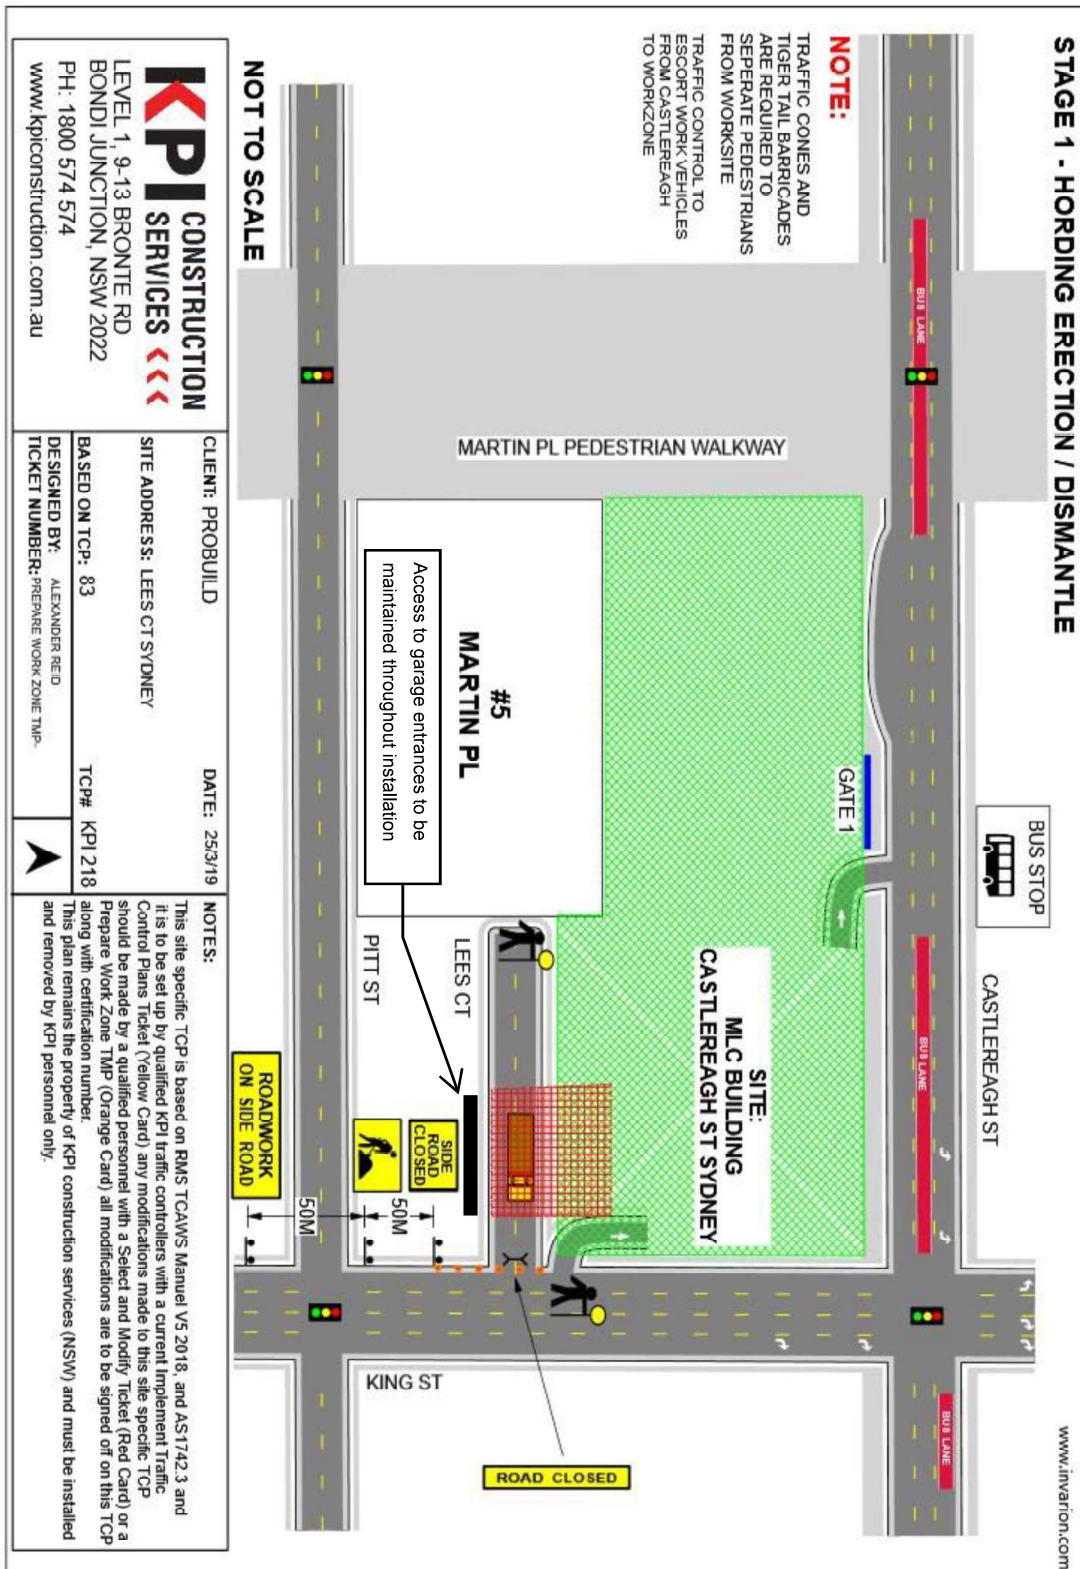 STAGE 1 - HORDING ERECTION / DISMANTLE
www.invarion.com
NOTE:
TRAFFIC CONES AND
TIGER TAIL BARRICADES
ARE REQUIRED TO
SEPERATE PEDESTRIANS
FROM WORKSITE
TRAFFIC CONTROL TO
ESCORT WORK VEHICLES
FROM CASTLEREAGH
TO WORKZONE
BUS LANE
BUS STOP
CASTLEREAGH ST
BUS LANE
BUS LANE
GATE 1
MARTIN PL PEDESTRIAN WALKWAY
SITE:
MLC BUILDING
CASTLEREAGH ST SYDNEY
#5
MARTIN PL
Access to garage entrances to be
maintained throughout installation
LEES CT
PITT ST
SIDE
ROAD
CLOSED
50M
50M
ROADWORK
ON SIDE ROAD
KING ST
ROAD CLOSED
NOT TO SCALE
KPI CONSTRUCTION
SERVICES
LEVEL 1, 9-13 BRONTE RD
BONDI JUNCTION, NSW 2022
PH: 1800 574 574
www.kpiconstruction.com.au
CLIENT: PROBUILD
DATE: 25/3/19
SITE ADDRESS: LEES CT SYDNEY
BASED ON TCP: 83
TCP# KPI 218
DESIGNED BY: ALEXANDER REID
TICKET NUMBER: PREPARE WORK ZONE TMP-
NOTES:
This site specific TCP is based on RMS TCAWS Manuel V5 2018, and AS1742.3 and
it is to be set up by qualified KPI traffic controllers with a current Implement Traffic
Control Plans Ticket (Yellow Card) any modifications made to this site specific TCP
should be made by a qualified personnel with a Select and Modify Ticket (Red Card) or a
Prepare Work Zone TMP (Orange Card) all modifications are to be signed off on this TCP
along with certification number.
This plan remains the property of KPI construction services (NSW) and must be installed
and removed by KPI personnel only.